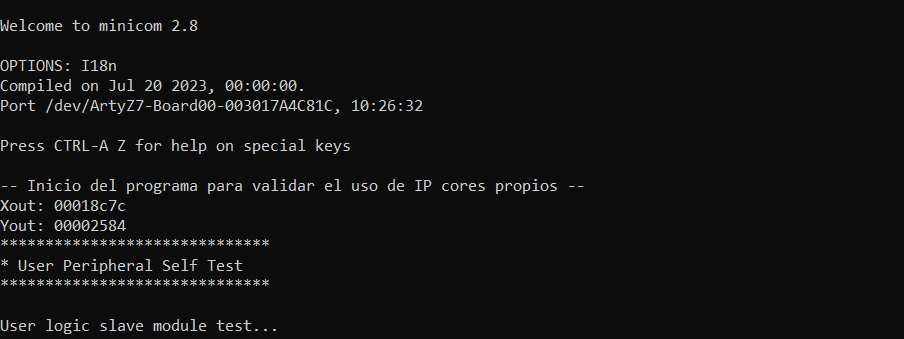 Welcome to minicom 2.8
OPTIONS: I18n
Compiled on Jul 20 2023, 00:00:00.
Port /dev/ArtyZ7-Board00-003017A4C81C, 10:26:32
Press CTRL-A Z for help on special keys
-- Inicio del programa para validar el uso de IP cores propios --
Xout: 00018c7c
Yout: 00002584
******************************
* User Peripheral Self Test
******************************
User logic slave module test...